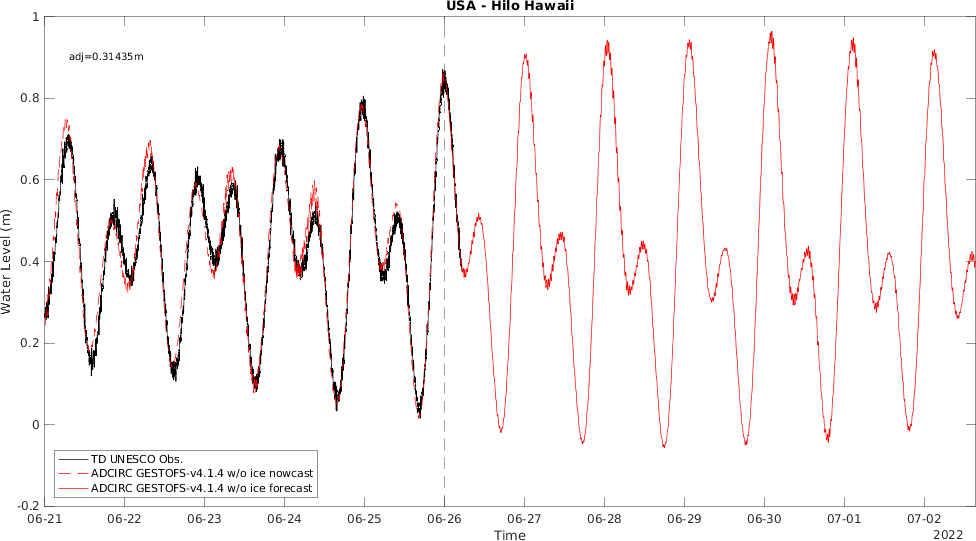 USA - Hilo Hawaii
1
adj=0.31435m
0.8
0.6
0.4
0.2
0
-0.2
Water Level (m)
TD UNESCO Obs.
ADCIRC GESTOFS-v4.1.4 w/o ice nowcast
ADCIRC GESTOFS-v4.1.4 w/o ice forecast
06-21 06-22 06-23 06-24 06-25 06-26 06-27 06-28 06-29 06-30 07-01 07-02
Time
2022